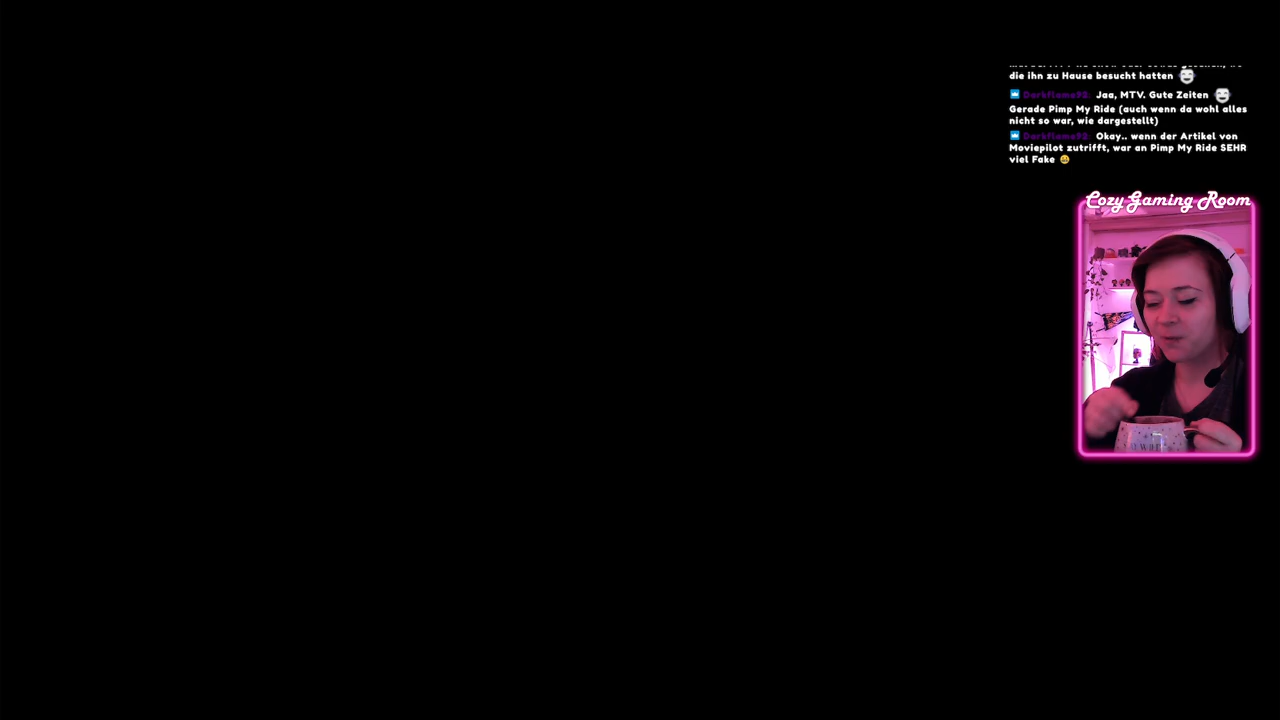 die ihn zu Hause besucht hatten
Darkflame92: Jaa, MTV. Gute Zeiten
Gerade Pimp My Ride (auch wenn da wohl alles
nicht so war, wie dargestellt)
Darkflame92: Okay.. wenn der Artikel von
Moviepilot zutrifft, war an Pimp My Ride SEHR
viel Fake
Cozy Gaming Room